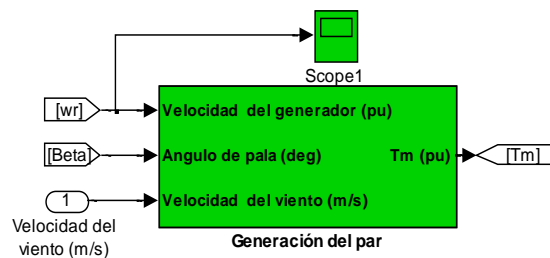 Scope1
[wr]
Velocidad del generador (pu)
[Beta]
Angulo de pala (deg)
Tm (pu)
[Tm]
1
Velocidad del viento (m/s)
Velocidad del
viento (m/s)
Generación del par